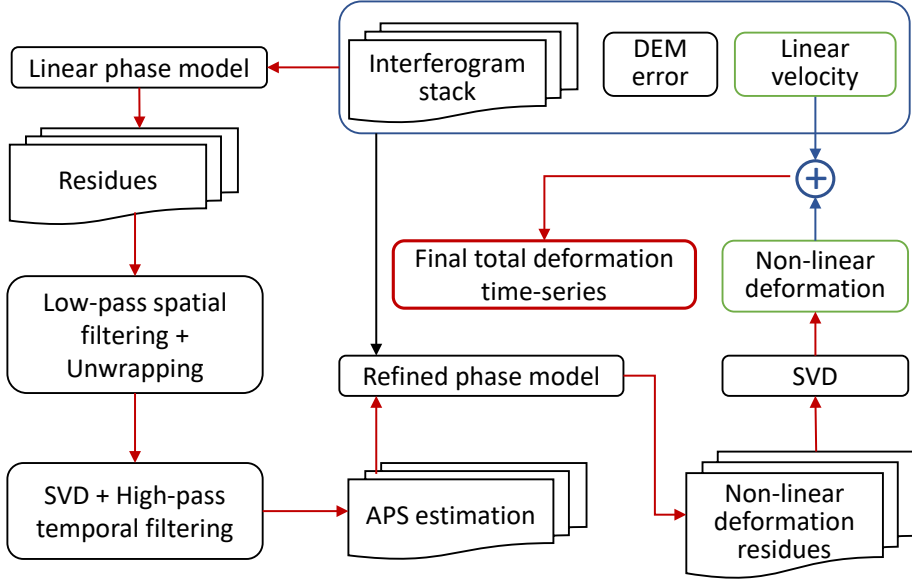 Linear phase model
Interferogram
stack
DEM
error
Linear
velocity
Residues
+
Final total deformation
time-series
Non-linear
deformation
Low-pass spatial
filtering +
Unwrapping
Refined phase model
SVD
SVD + High-pass
temporal filtering
APS estimation
Non-linear
deformation
residues